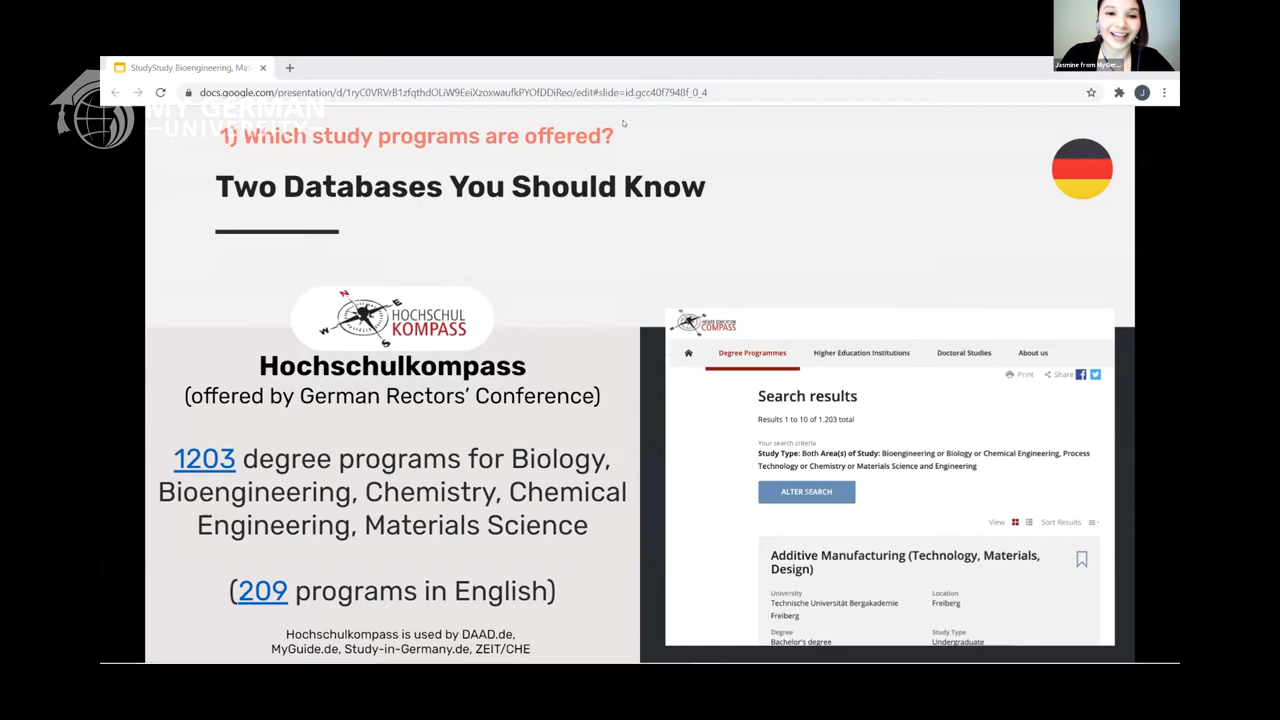 Jasmine from MyGer...
StudyStudy Bioengineering, Mat
docs.google.com/presentation/d/1ryC0VRVrB1zfqthdOLiW9EeiXzoxwaufkPYOfDDiReo/edit#slide=id.gcc40f7948f_0_4
J
MY GERMAN
UNIVERSITY
1) Which study programs are offered?
Two Databases You Should Know
N
E
W
S
HOCHSCHUL
KOMPASS
Hochschulkompass
(offered by German Rectors’ Conference)
1203 degree programs for Biology,
Bioengineering, Chemistry, Chemical
Engineering, Materials Science
(209 programs in English)
Hochschulkompass is used by DAAD.de,
MyGuide.de, Study-in-Germany.de, ZEIT/CHE
HIGHER EDUCATION
COMPASS
Degree Programmes Higher Education Institutions Doctoral Studies About us
Print Share
Search results
Results 1 to 10 of 1.203 total
Your search criteria
Study Type: Both Area(s) of Study: Bioengineering or Biology or Chemical Engineering, Process
Technology or Chemistry or Materials Science and Engineering
ALTER SEARCH
View Sort Results
Additive Manufacturing (Technology, Materials,
Design)
University Location
Technische Universität Bergakademie Freiberg
Freiberg
Degree Study Type
Bachelor's degree Undergraduate